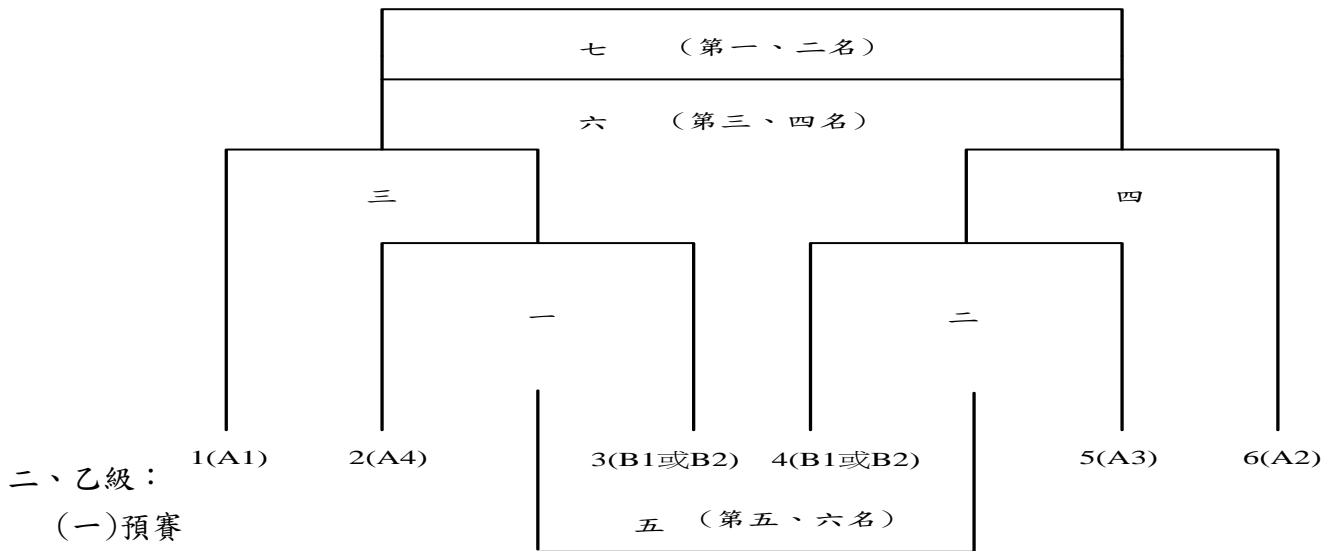 七 （第一、二名）
六 （第三、四名）
三
四
一
二
1(A1)
2(A4)
3(B1或B2)
4(B1或B2)
5(A3)
6(A2)
二、乙級：
(一)預賽
五 （第五、六名）